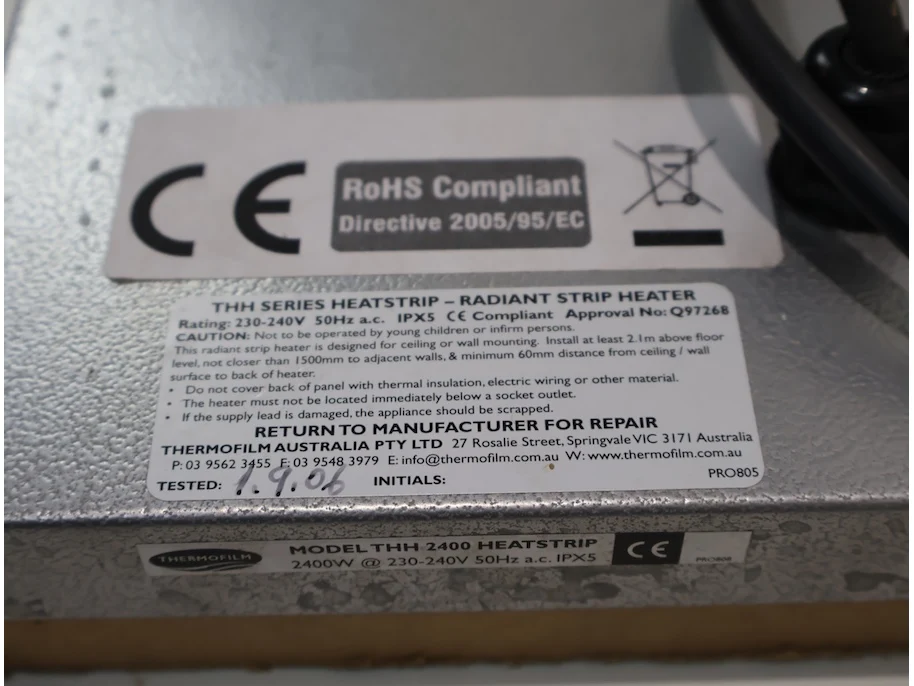 CE
RoHS Compliant
Directive 2005/95/EC
THH SERIES HEATSTRIP – RADIANT STRIP HEATER
Rating: 230-240V 50Hz a.c. IPX5 CE Compliant Approval No: Q97268
CAUTION: Not to be operated by young children or infirm persons.
This radiant strip heater is designed for ceiling or wall mounting. Install at least 2.1m above floor
level, not closer than 1500mm to adjacent walls, & minimum 60mm distance from ceiling / wall
surface to back of heater.
• Do not cover back of panel with thermal insulation, electric wiring or other material.
• The heater must not be located immediately below a socket outlet.
• If the supply lead is damaged, the appliance should be scrapped.
RETURN TO MANUFACTURER FOR REPAIR
THERMOFILM AUSTRALIA PTY LTD 27 Rosalie Street, Springvale VIC 3171 Australia
P: 03 9562 3455 F: 03 9548 3979 E: info@thermofilm.com.au W: www.thermofilm.com.au
TESTED: 1.9.06 INITIALS: PRO805
THERMOFILM
MODEL THH 2400 HEATSTRIP
2400W @ 230-240V 50Hz a.c. IPX5
CE
PRO808